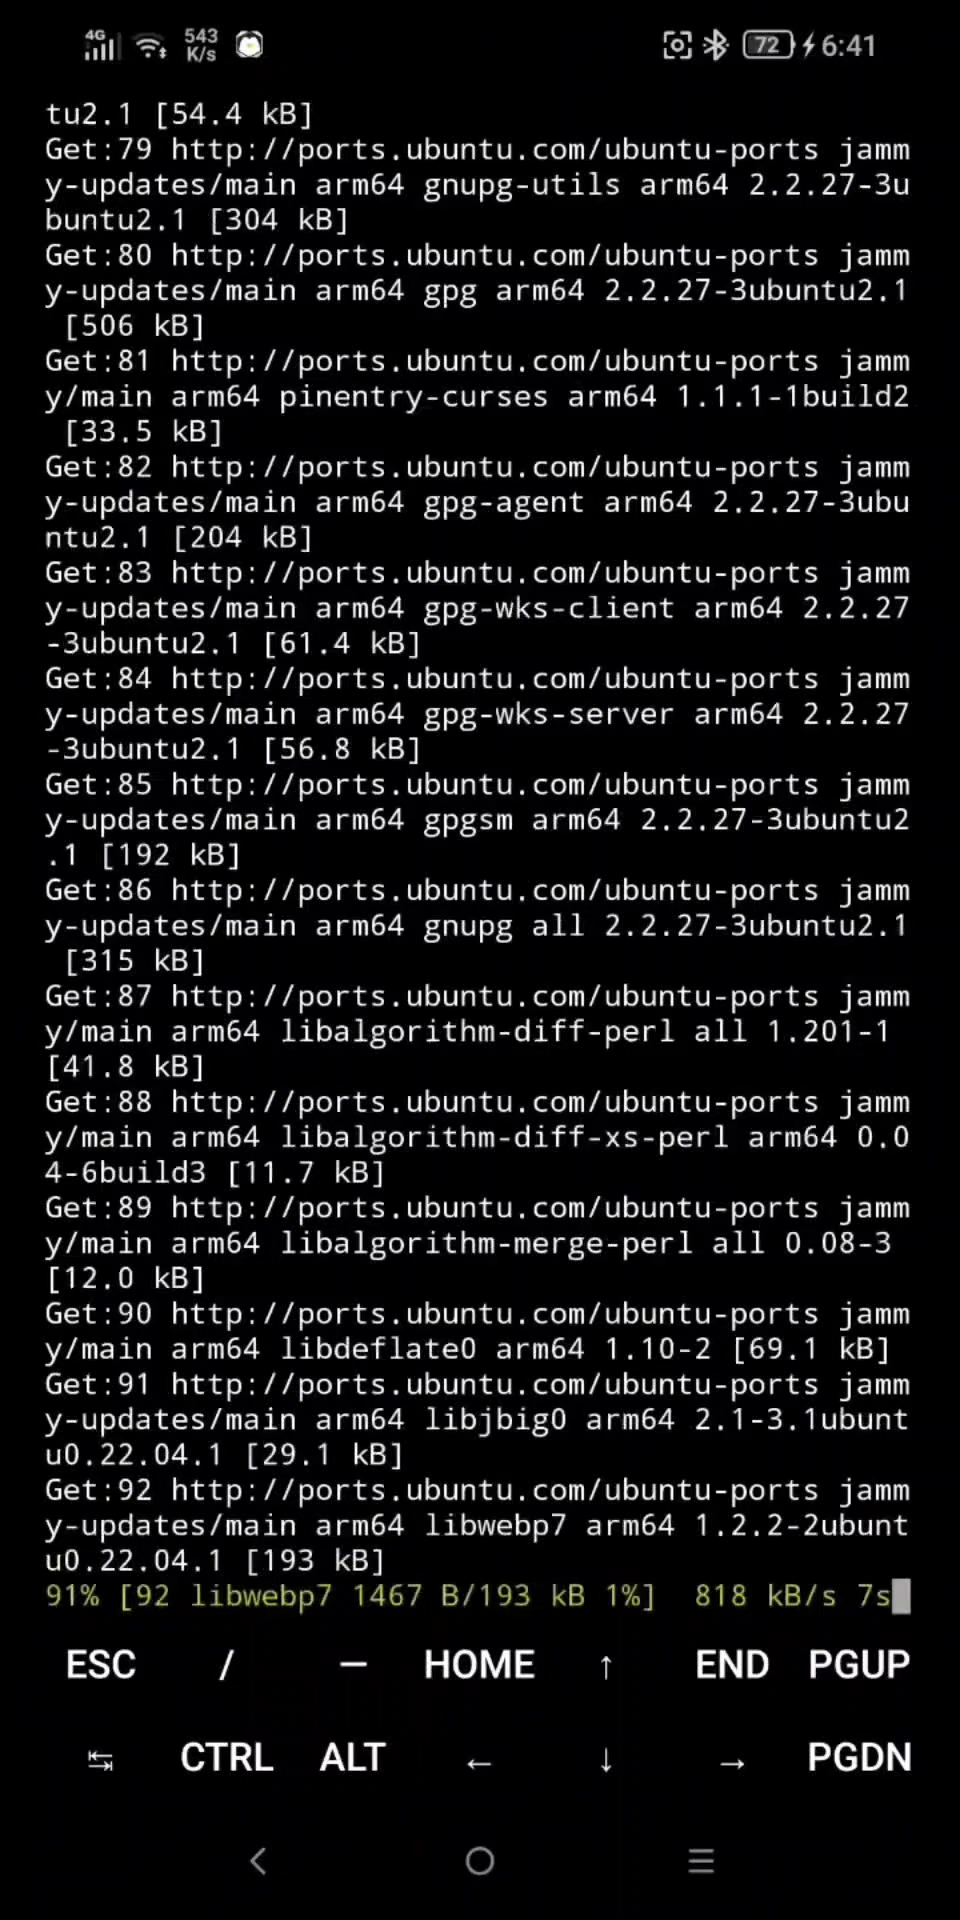 4G 543 K/s 72 6:41
tu2.1 [54.4 kB]
Get:79 http://ports.ubuntu.com/ubuntu-ports jamm
y-updates/main arm64 gnupg-utils arm64 2.2.27-3u
buntu2.1 [304 kB]
Get:80 http://ports.ubuntu.com/ubuntu-ports jamm
y-updates/main arm64 gpg arm64 2.2.27-3ubuntu2.1
 [506 kB]
Get:81 http://ports.ubuntu.com/ubuntu-ports jamm
y/main arm64 pinentry-curses arm64 1.1.1-1build2
 [33.5 kB]
Get:82 http://ports.ubuntu.com/ubuntu-ports jamm
y-updates/main arm64 gpg-agent arm64 2.2.27-3ubu
ntu2.1 [204 kB]
Get:83 http://ports.ubuntu.com/ubuntu-ports jamm
y-updates/main arm64 gpg-wks-client arm64 2.2.27
-3ubuntu2.1 [61.4 kB]
Get:84 http://ports.ubuntu.com/ubuntu-ports jamm
y-updates/main arm64 gpg-wks-server arm64 2.2.27
-3ubuntu2.1 [56.8 kB]
Get:85 http://ports.ubuntu.com/ubuntu-ports jamm
y-updates/main arm64 gpgsm arm64 2.2.27-3ubuntu2
.1 [192 kB]
Get:86 http://ports.ubuntu.com/ubuntu-ports jamm
y-updates/main arm64 gnupg all 2.2.27-3ubuntu2.1
 [315 kB]
Get:87 http://ports.ubuntu.com/ubuntu-ports jamm
y/main arm64 libalgorithm-diff-perl all 1.201-1
[41.8 kB]
Get:88 http://ports.ubuntu.com/ubuntu-ports jamm
y/main arm64 libalgorithm-diff-xs-perl arm64 0.0
4-6build3 [11.7 kB]
Get:89 http://ports.ubuntu.com/ubuntu-ports jamm
y/main arm64 libalgorithm-merge-perl all 0.08-3
[12.0 kB]
Get:90 http://ports.ubuntu.com/ubuntu-ports jamm
y/main arm64 libdeflate0 arm64 1.10-2 [69.1 kB]
Get:91 http://ports.ubuntu.com/ubuntu-ports jamm
y-updates/main arm64 libjbig0 arm64 2.1-3.1ubunt
u0.22.04.1 [29.1 kB]
Get:92 http://ports.ubuntu.com/ubuntu-ports jamm
y-updates/main arm64 libwebp7 arm64 1.2.2-2ubunt
u0.22.04.1 [193 kB]
91% [92 libwebp7 1467 B/193 kB 1%]  818 kB/s 7s
ESC / — HOME ↑ END PGUP
↹ CTRL ALT ← ↓ → PGDN